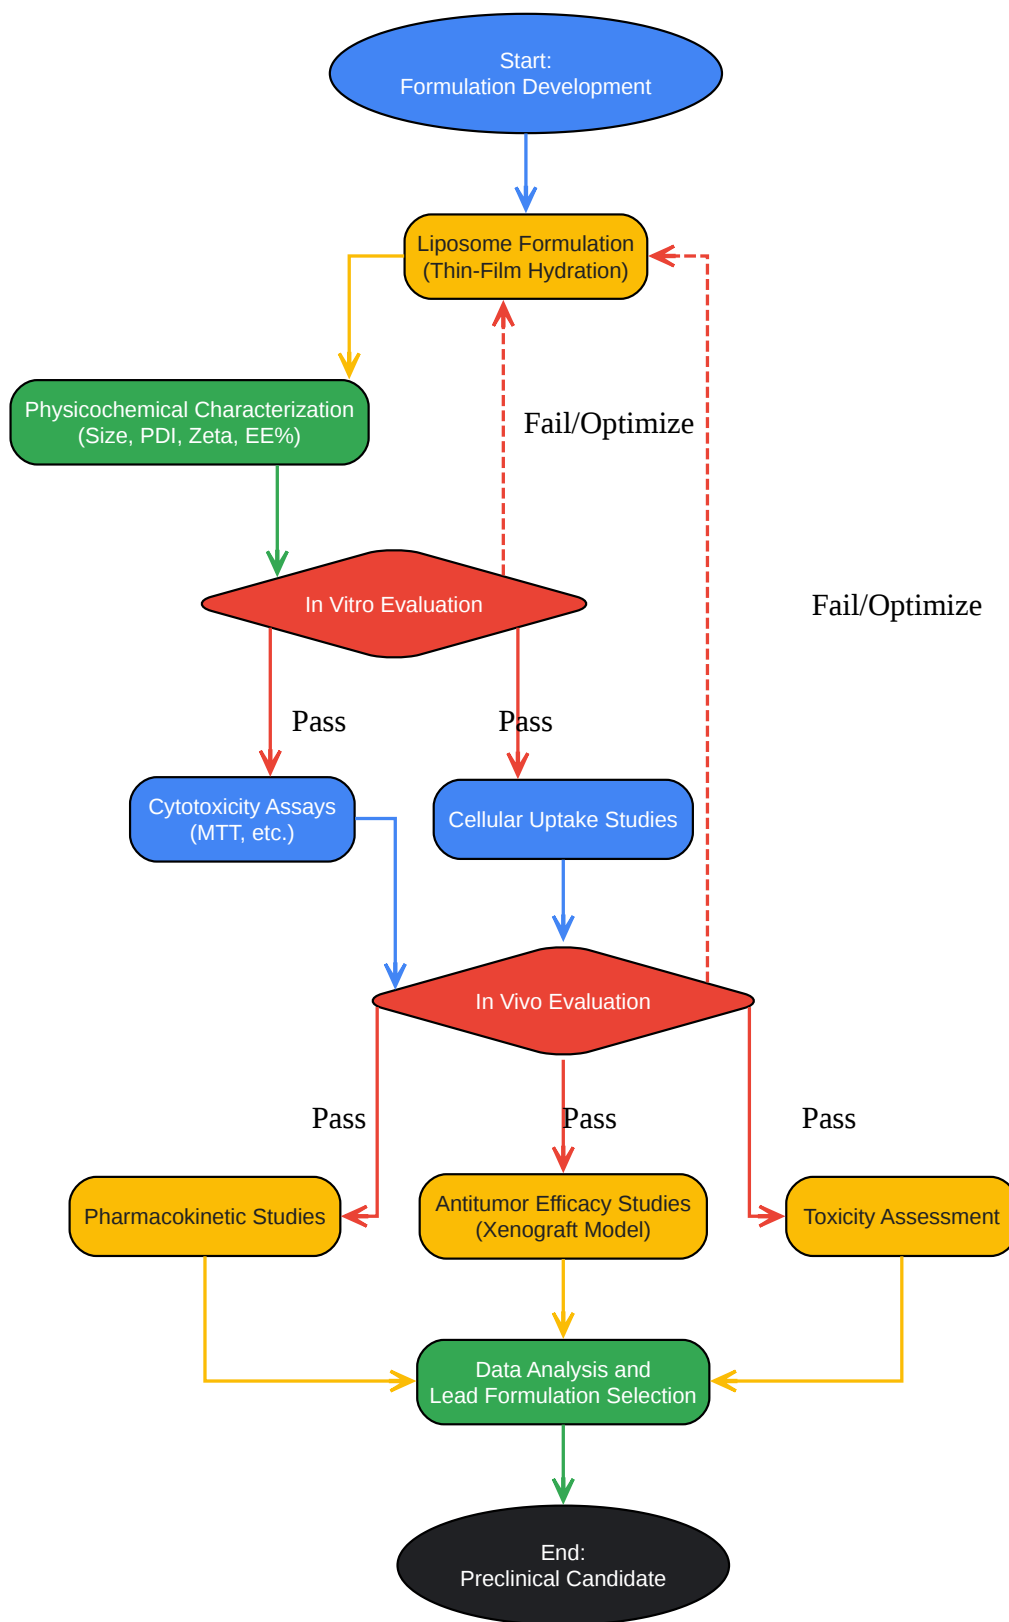 Start:
Formulation Development
Liposome Formulation
(Thin-Film Hydration)
Physicochemical Characterization
(Size, PDI, Zeta, EE%)
Fail/Optimize
In Vitro Evaluation
Fail/Optimize
Pass
Pass
Cytotoxicity Assays
(MTT, etc.)
Cellular Uptake Studies
In Vivo Evaluation
Pass
Pass
Pass
Pharmacokinetic Studies
Antitumor Efficacy Studies
(Xenograft Model)
Toxicity Assessment
Data Analysis and
Lead Formulation Selection
End:
Preclinical Candidate